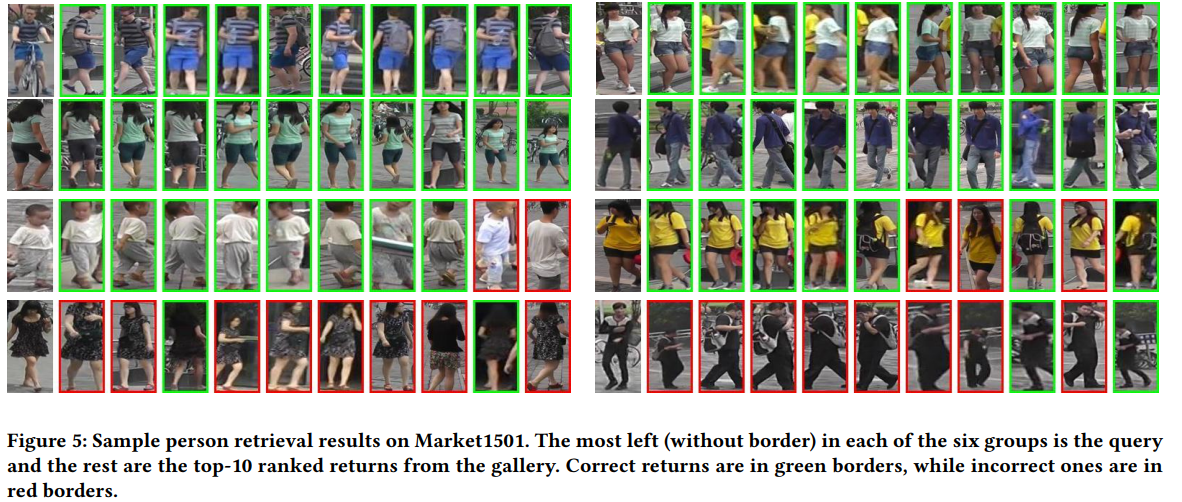 Figure 5: Sample person retrieval results on Market1501. The most left (without border) in each of the six groups is the query
and the rest are the top-10 ranked returns from the gallery. Correct returns are in green borders, while incorrect ones are in
red borders.